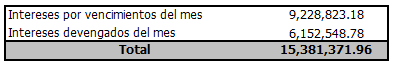 Intereses por vencimientos del mes 9,228,823.18
Intereses devengados del mes 6,152,548.78
Total 15,381,371.96